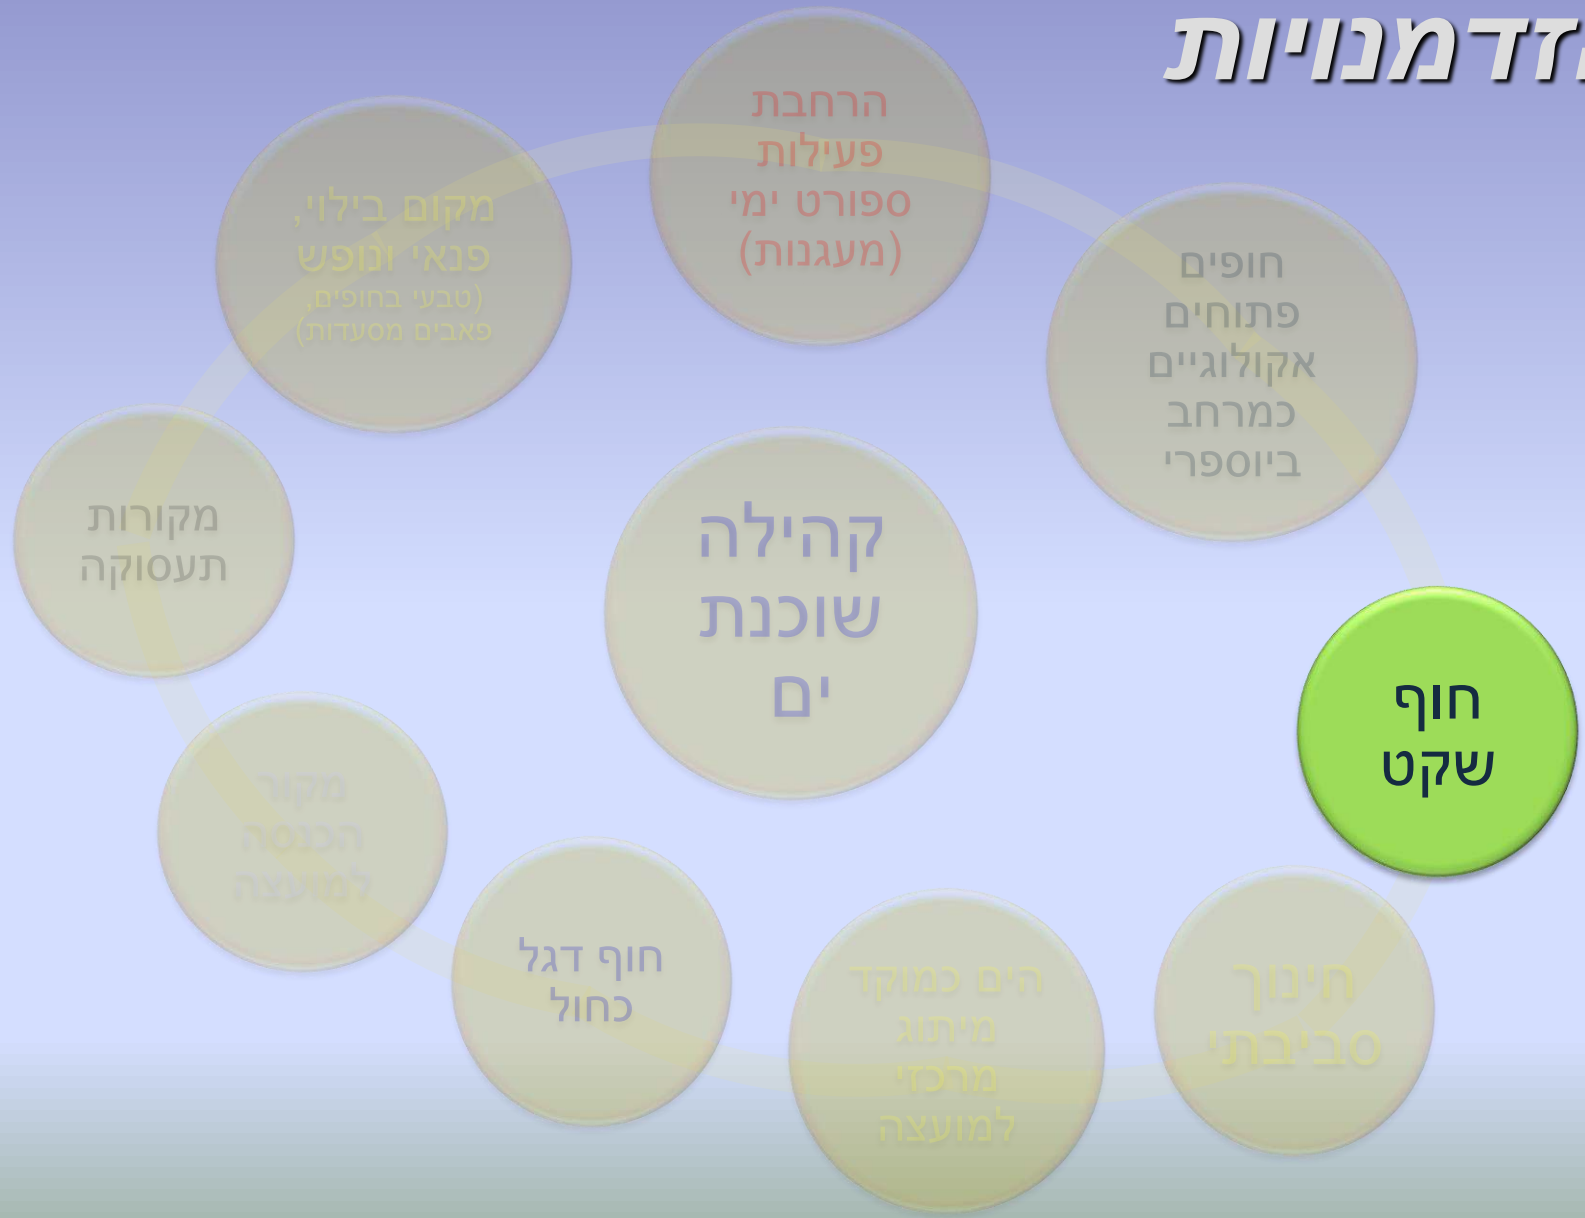 הזדמנויות
הרחבת
פעילות
ספורט ימי
(מעגנות)
חופים
פתוחים
אקולוגיים
כמרחב
ביוספרי
חוף
שקט
חינוך
סביבתי
הים כמוקד
מיתוג
מרכזי
למועצה
חוף דגל
כחול
מקור
הכנסה
למועצה
מקורות
תעסוקה
מקום בילוי,
פנאי ונופש
(טבעי בחופים,
פאבים מסעדות)
קהילה
שוכנת
ים